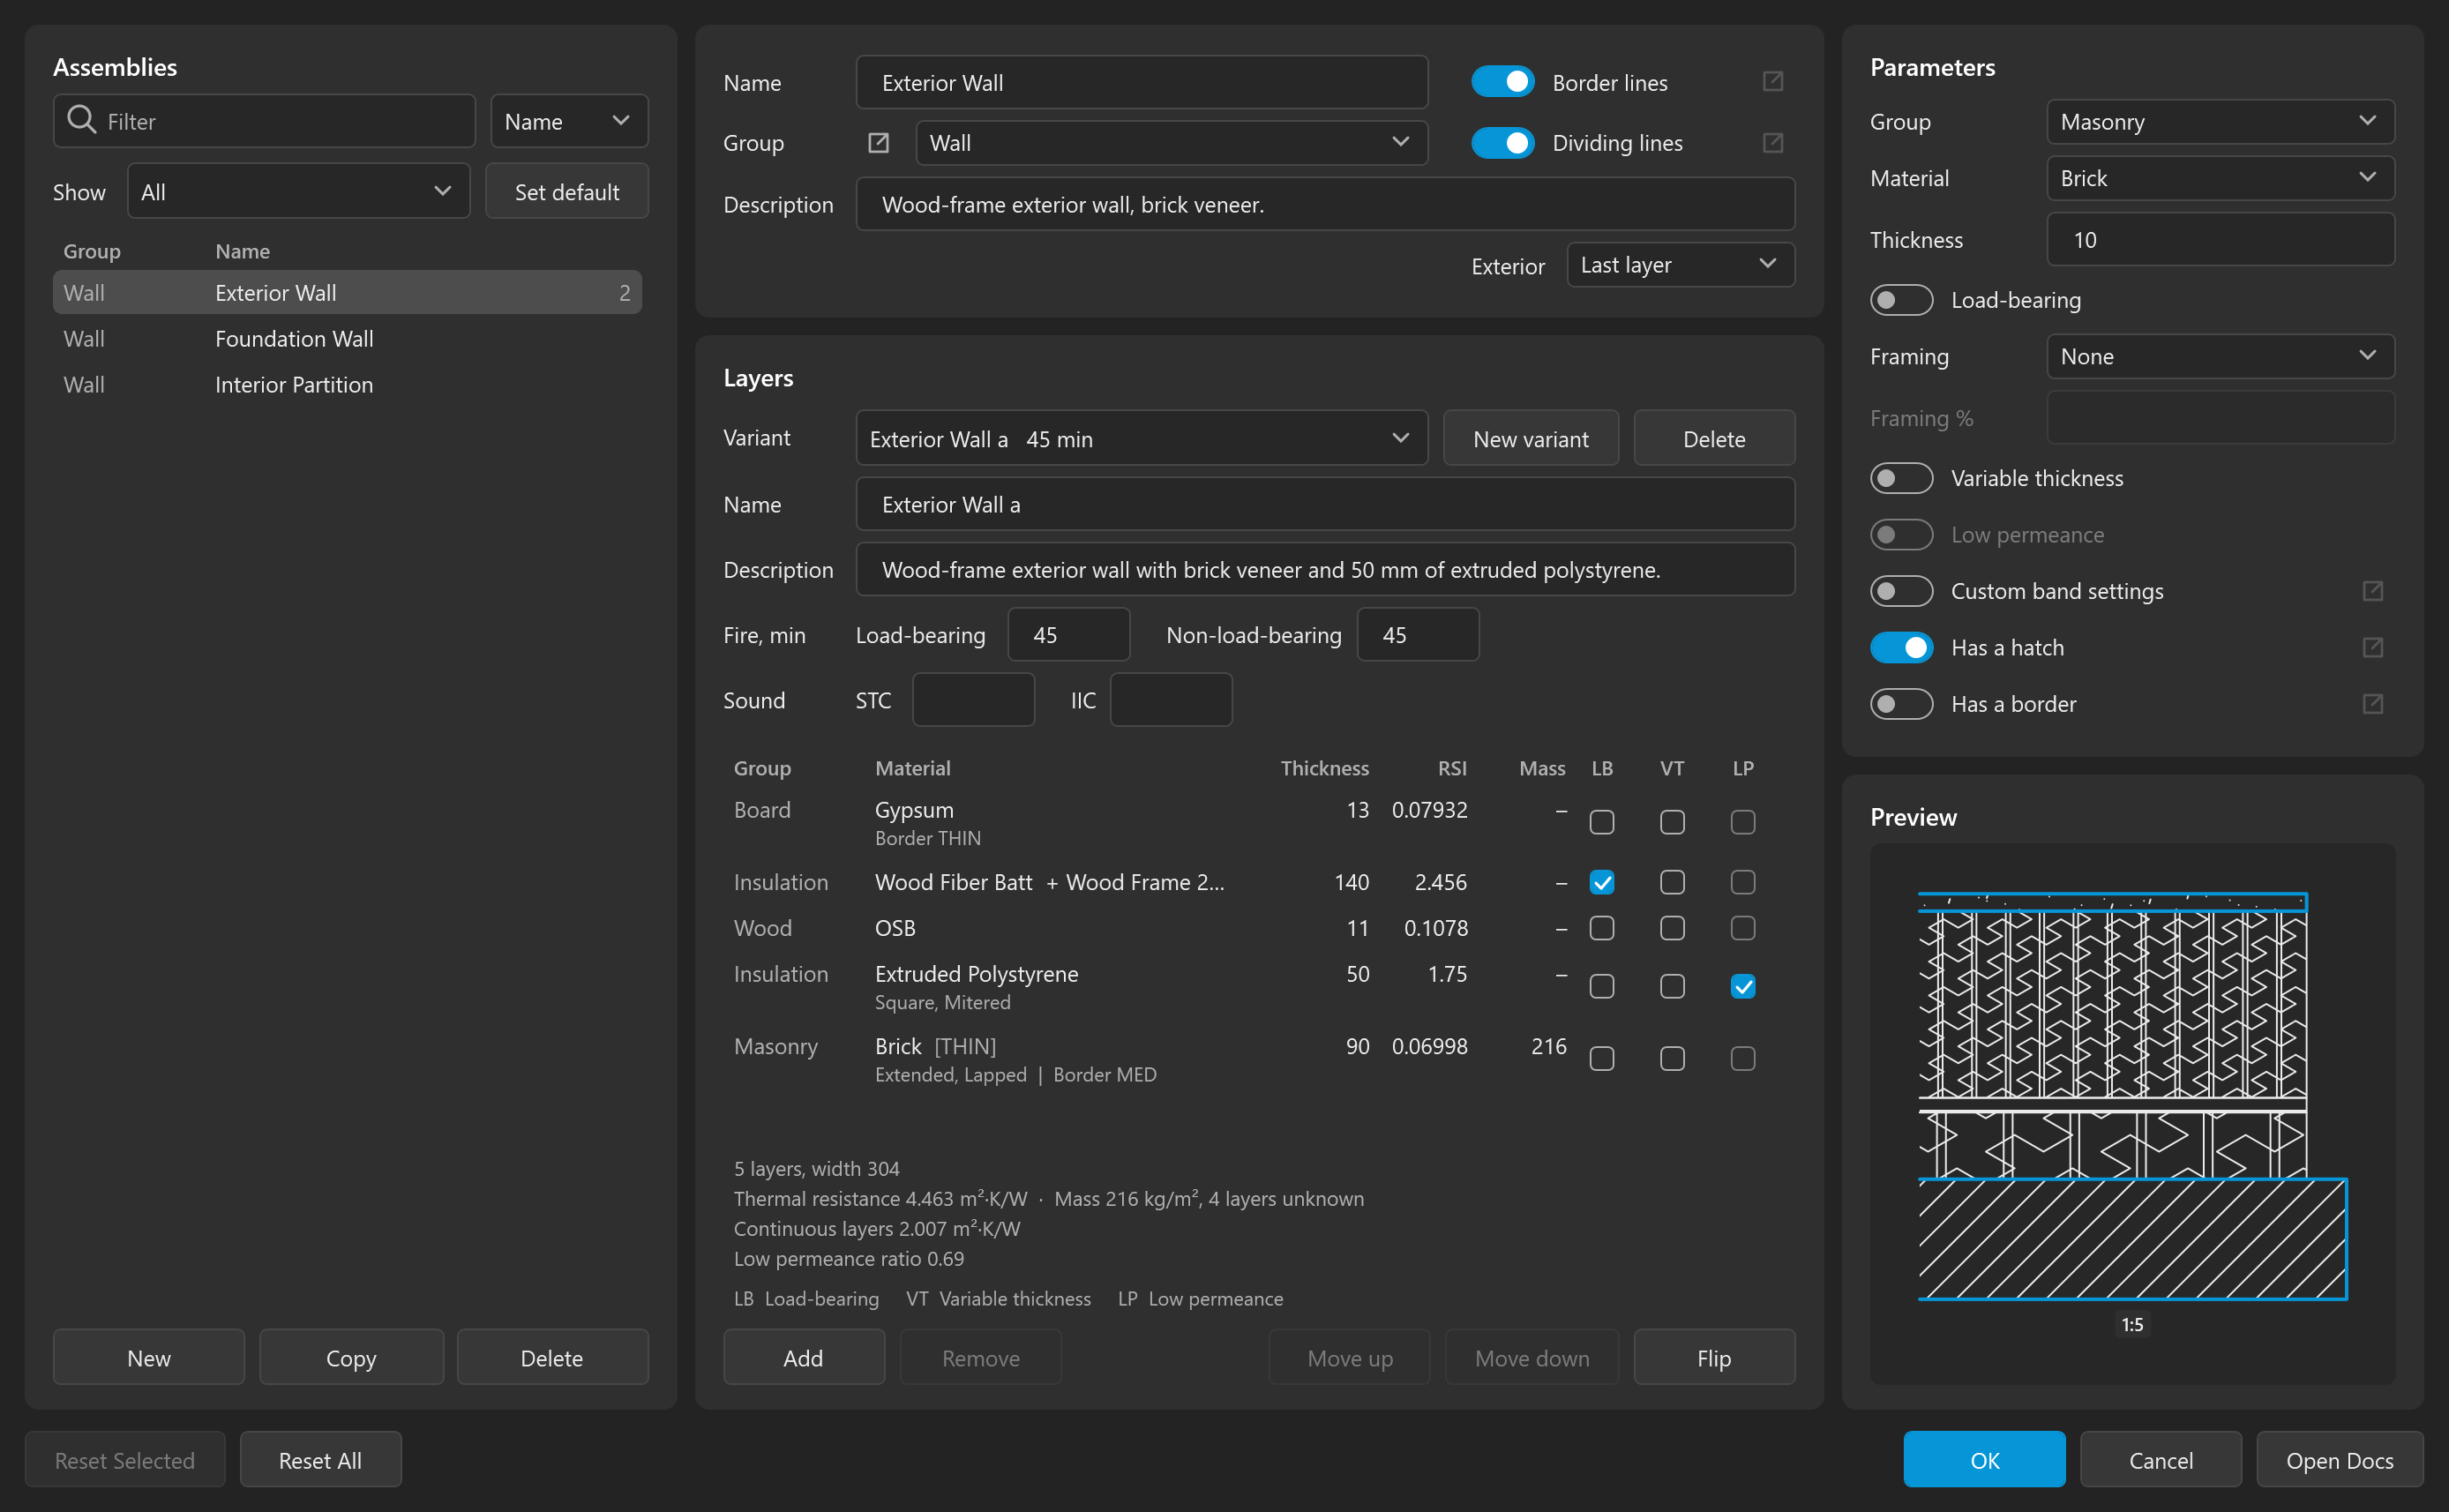 Assemblies
Filter
Name
Show
All
Set default
Group Name
Wall Exterior Wall 2
Wall Foundation Wall
Wall Interior Partition
New
Copy
Delete
Name
Exterior Wall
Border lines
Group
Wall
Dividing lines
Description
Wood-frame exterior wall, brick veneer.
Exterior
Last layer
Layers
Variant
Exterior Wall a 45 min
New variant
Delete
Name
Exterior Wall a
Description
Wood-frame exterior wall with brick veneer and 50 mm of extruded polystyrene.
Fire, min Load-bearing 45 Non-load-bearing 45
Sound STC IIC
Group Material Thickness RSI Mass LB VT LP
Board Gypsum 13 0.07932 –
Border THIN
Insulation Wood Fiber Batt + Wood Frame 2... 140 2.456 –
Wood OSB 11 0.1078 –
Insulation Extruded Polystyrene 50 1.75 –
Square, Mitered
Masonry Brick [THIN] 90 0.06998 216
Extended, Lapped | Border MED
5 layers, width 304
Thermal resistance 4.463 m²·K/W · Mass 216 kg/m², 4 layers unknown
Continuous layers 2.007 m²·K/W
Low permeance ratio 0.69
LB Load-bearing VT Variable thickness LP Low permeance
Add
Remove
Move up
Move down
Flip
Parameters
Group Masonry
Material Brick
Thickness 10
Load-bearing
Framing None
Framing %
Variable thickness
Low permeance
Custom band settings
Has a hatch
Has a border
Preview
1:5
Reset Selected
Reset All
OK
Cancel
Open Docs